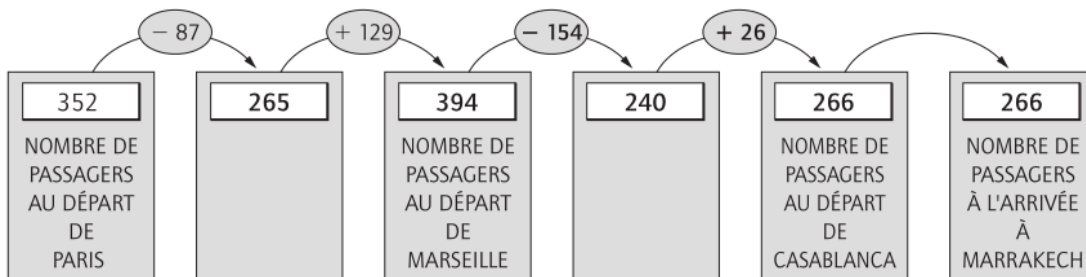 − 87
+ 129
− 154
+ 26
352
265
394
240
266
266
NOMBRE DE
PASSAGERS
AU DÉPART
DE
PARIS
NOMBRE DE
PASSAGERS
AU DÉPART
DE
MARSEILLE
NOMBRE DE
PASSAGERS
AU DÉPART
DE
CASABLANCA
NOMBRE DE
PASSAGERS
À L'ARRIVÉE
À
MARRAKECH